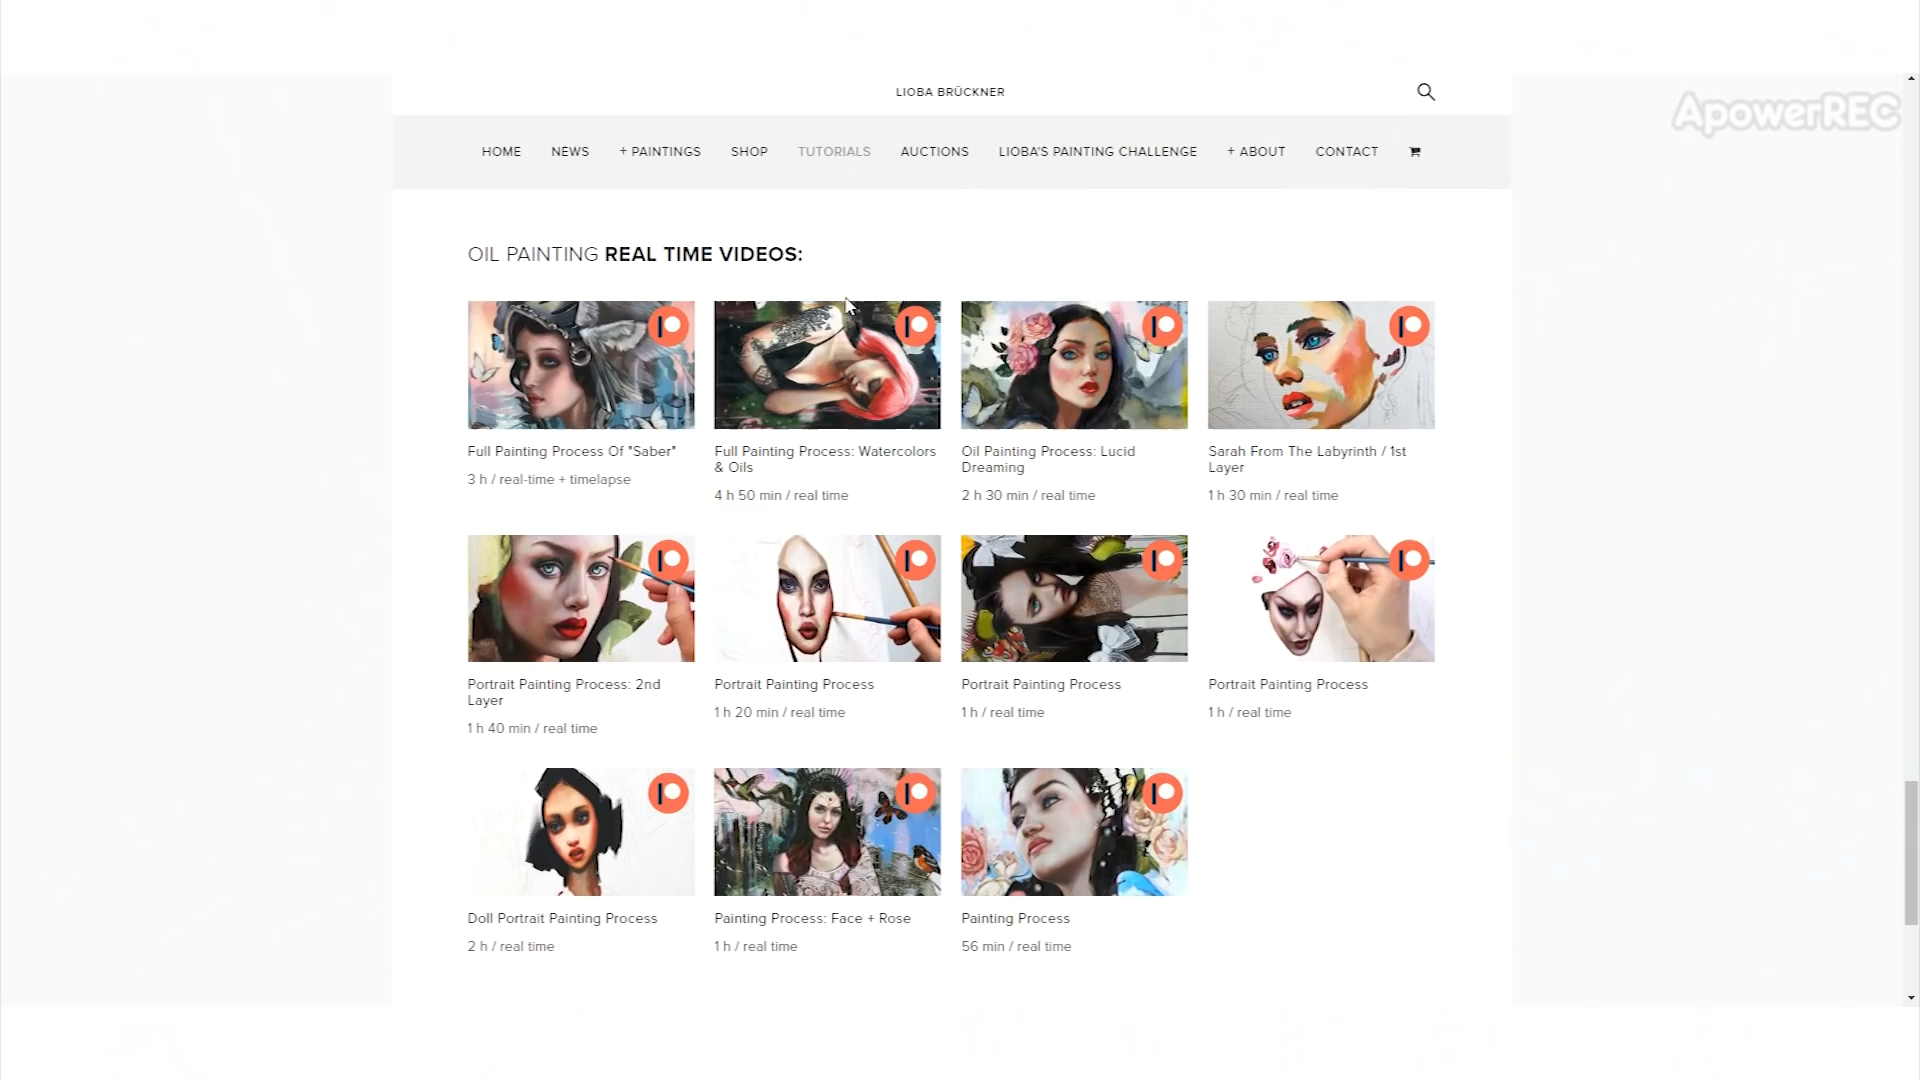 LIOBA BRÜCKNER
ApowerREC
HOME NEWS + PAINTINGS SHOP TUTORIALS AUCTIONS LIOBA'S PAINTING CHALLENGE + ABOUT CONTACT
OIL PAINTING REAL TIME VIDEOS:
Full Painting Process Of "Saber"
3 h / real-time + timelapse
Full Painting Process: Watercolors
& Oils
4 h 50 min / real time
Oil Painting Process: Lucid
Dreaming
2 h 30 min / real time
Sarah From The Labyrinth / 1st
Layer
1 h 30 min / real time
Portrait Painting Process: 2nd
Layer
1 h 40 min / real time
Portrait Painting Process
1 h 20 min / real time
Portrait Painting Process
1 h / real time
Portrait Painting Process
1 h / real time
Doll Portrait Painting Process
2 h / real time
Painting Process: Face + Rose
1 h / real time
Painting Process
56 min / real time